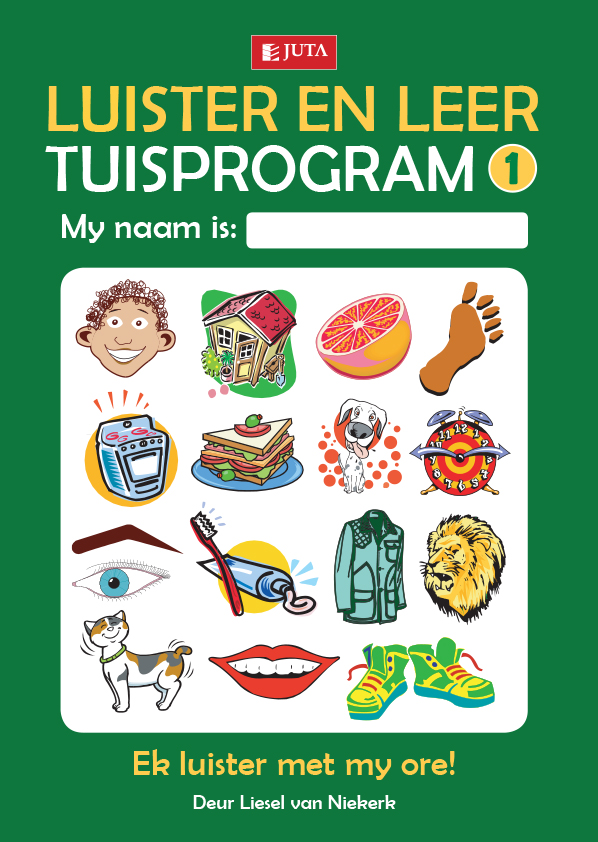 JUTA
LUISTER EN LEER
TUISPROGRAM 1
My naam is:
Ek luister met my ore!
Deur Liesel van Niekerk